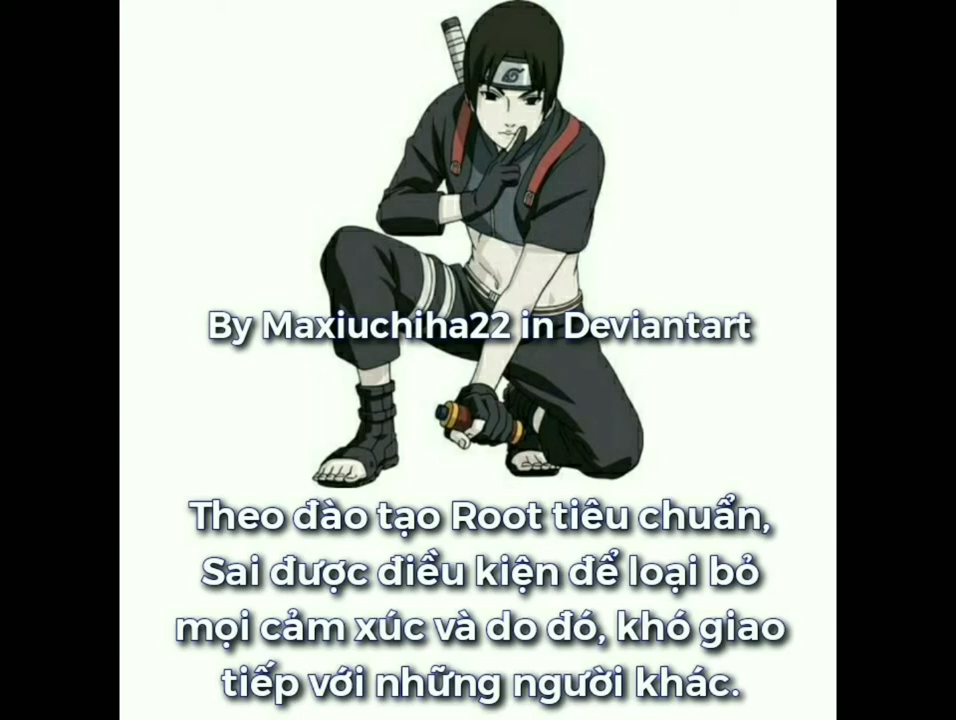 By Maxiuchiha22 in Deviantart
Theo đào tạo Root tiêu chuẩn,
Sai được điều kiện để loại bỏ
mọi cảm xúc và do đó, khó giao
tiếp với những người khác.